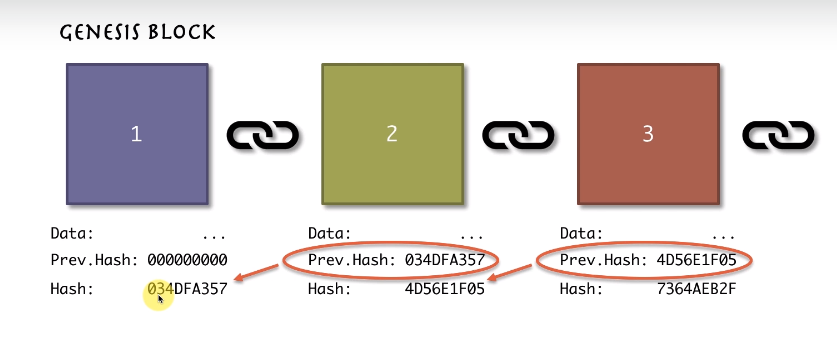 GENESIS BLOCK
1
2
3
Data: ...
Prev.Hash: 000000000
Hash: 034DFA357
Data: ...
Prev.Hash: 034DFA357
Hash: 4D56E1F05
Data: ...
Prev.Hash: 4D56E1F05
Hash: 7364AEB2F